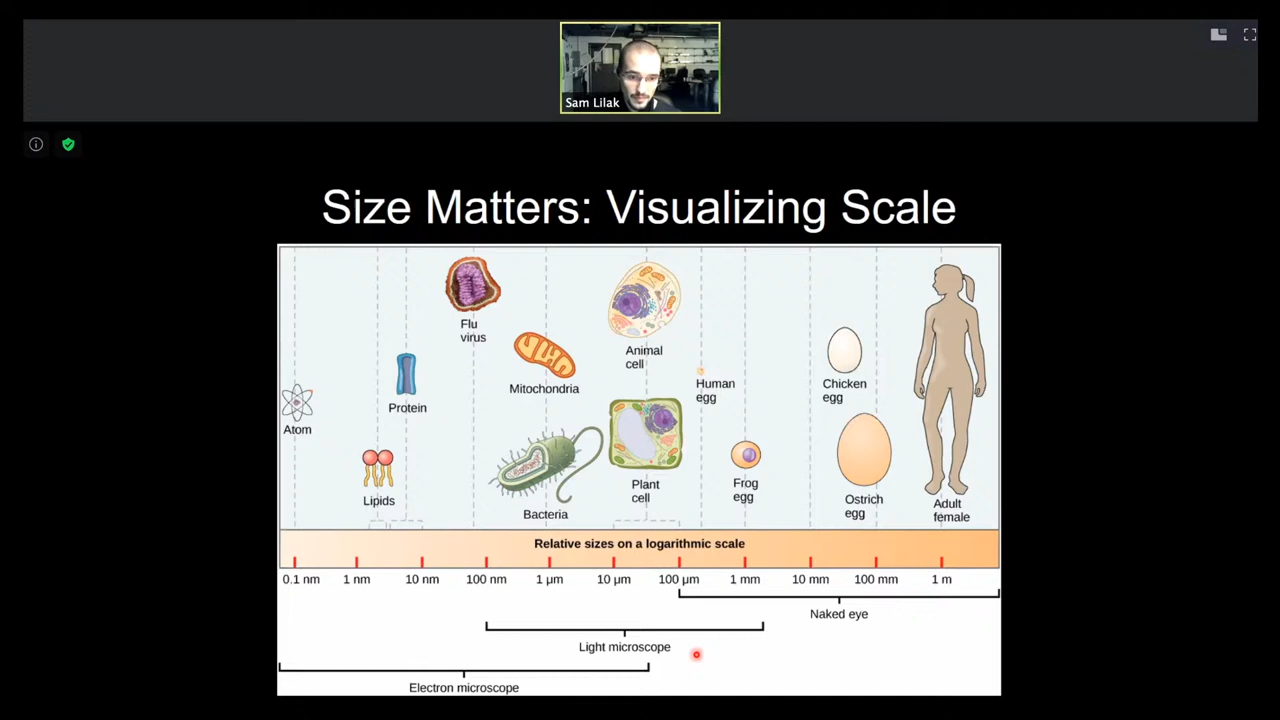 Sam Lilak
Size Matters: Visualizing Scale
Flu
virus
Animal
cell
Mitochondria
Human
egg
Chicken
egg
Protein
Atom
Lipids
Plant
cell
Frog
egg
Ostrich
egg
Adult
female
Bacteria
Relative sizes on a logarithmic scale
0.1 nm 1 nm 10 nm 100 nm 1 μm 10 μm 100 μm 1 mm 10 mm 100 mm 1 m
Naked eye
Light microscope
Electron microscope